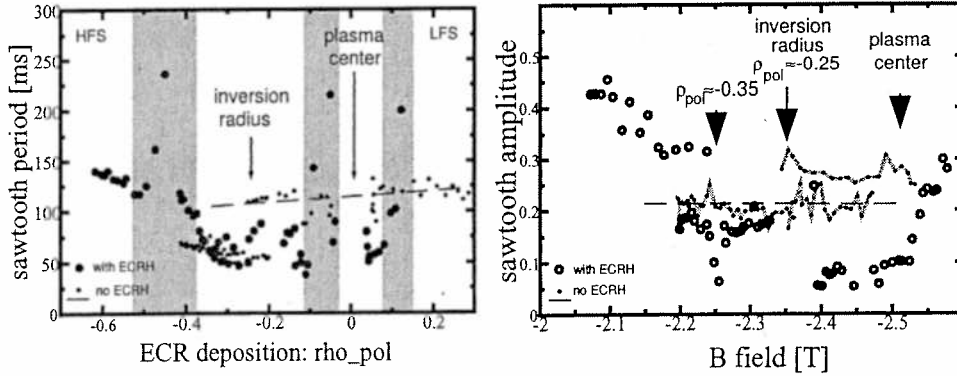 300
250
200
150
100
50
0
sawtooth period [ms]
HFS
plasma
center
LFS
inversion
radius
with ECRH
no ECRH
-0.6
-0.4
-0.2
0
0.2
ECR deposition: rho_pol
0.5
0.4
0.3
0.2
0.1
0
sawtooth amplitude
inversion
radius
ρpol≈-0.25
ρpol≈-0.35
plasma
center
with ECRH
no ECRH
-2
-2.1
-2.2
-2.3
-2.4
-2.5
B field [T]